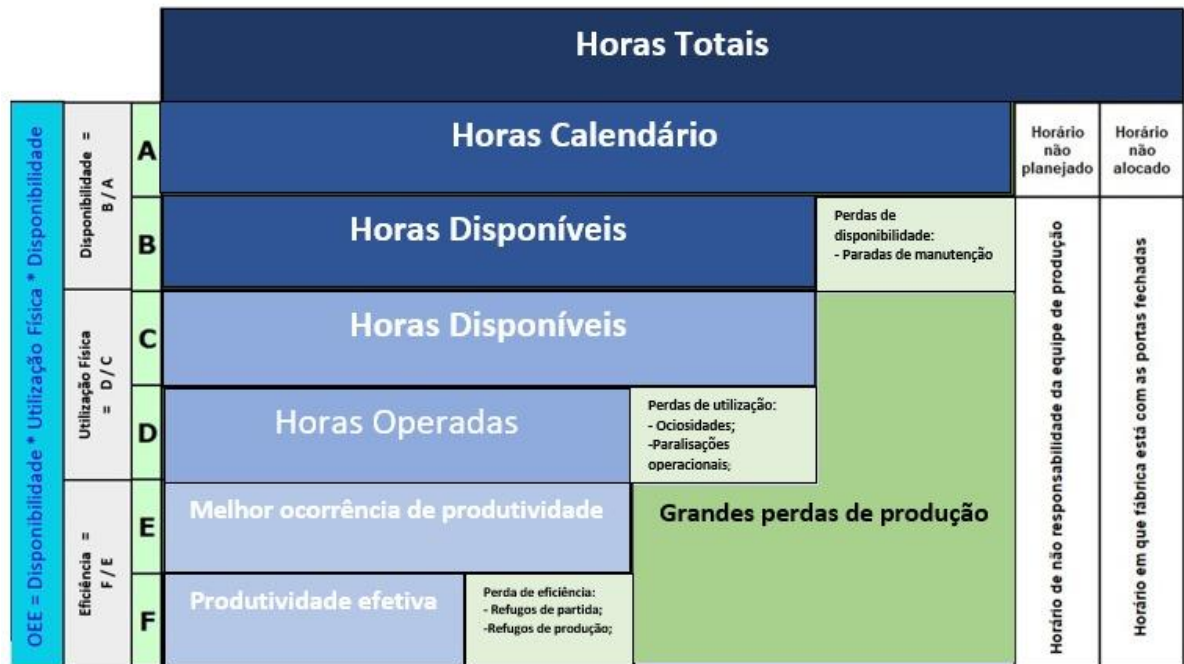 Horas Totais
OEE = Disponibilidade * Utilização Física * Disponibilidade
Disponibilidade =
B / A
A
Horas Calendário
Horário
não
planejado
Horário
não
alocado
B
Horas Disponíveis
Perdas de
disponibilidade:
- Paradas de manutenção
Horário de não responsabilidade da equipe de produção
Horário em que fábrica está com as portas fechadas
Utilização Física
= D / C
C
Horas Disponíveis
D
Horas Operadas
Perdas de utilização:
- Ociosidades;
-Paralisações
operacionais;
Eficiência =
F / E
E
Melhor ocorrência de produtividade
Grandes perdas de produção
F
Produtividade efetiva
Perda de eficiência:
- Refugos de partida;
-Refugos de produção;